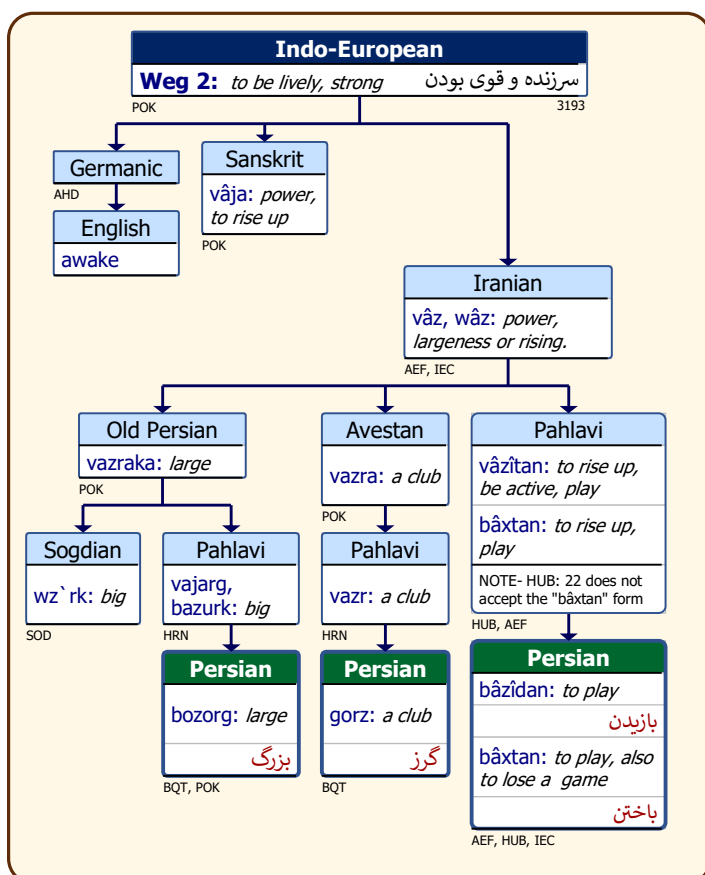 Indo-European
Weg 2: to be lively, strong سرزنده و قوی بودن
POK 3193
Germanic
AHD
English
awake
Sanskrit
vâja: power,
to rise up
POK
Iranian
vâz, wâz: power,
largeness or rising.
AEF, IEC
Old Persian
vazraka: large
POK
Avestan
vazra: a club
POK
Pahlavi
vâzîtan: to rise up,
be active, play
bâxtan: to rise up,
play
NOTE- HUB: 22 does not
accept the "bâxtan" form
HUB, AEF
Sogdian
wz`rk: big
SOD
Pahlavi
vajarg,
bazurk: big
HRN
Pahlavi
vazr: a club
HRN
Persian
bozorg: large
بزرگ
BQT, POK
Persian
gorz: a club
گرز
BQT
Persian
bâzîdan: to play
بازیدن
bâxtan: to play, also
to lose a game
باختن
AEF, HUB, IEC